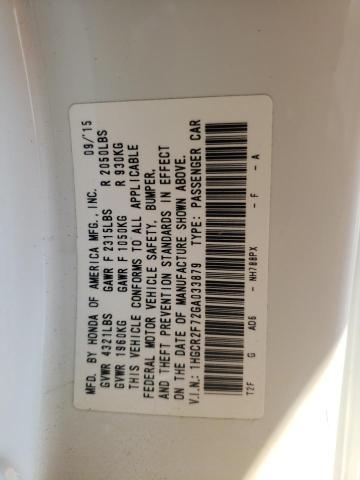 MFD. BY HONDA OF AMERICA MFG., INC. 09/'15
GVWR 4321LBS GAWR F 2315LBS R 2050LBS
GVWR 1960KG GAWR F 1050KG R 930KG
THIS VEHICLE CONFORMS TO ALL APPLICABLE
FEDERAL MOTOR VEHICLE SAFETY, BUMPER,
AND THEFT PREVENTION STANDARDS IN EFFECT
ON THE DATE OF MANUFACTURE SHOWN ABOVE.
V.I.N.: 1HGCR2F72GA033879 TYPE: PASSENGER CAR
T2F G AO6 - NH788PX - F - A